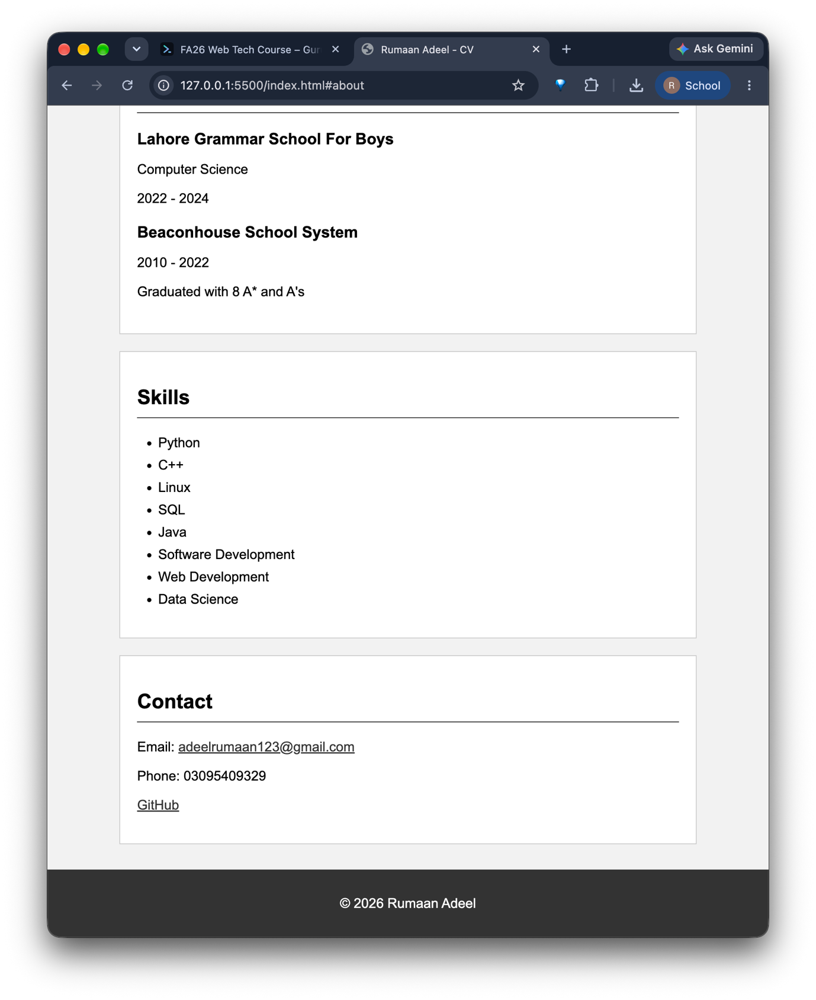 FA26 Web Tech Course – Gur
Rumaan Adeel - CV
Ask Gemini
127.0.0.1:5500/index.html#about
R
School
Lahore Grammar School For Boys
Computer Science
2022 - 2024
Beaconhouse School System
2010 - 2022
Graduated with 8 A* and A's
Skills
• Python
• C++
• Linux
• SQL
• Java
• Software Development
• Web Development
• Data Science
Contact
Email: adeelrumaan123@gmail.com
Phone: 03095409329
GitHub
© 2026 Rumaan Adeel